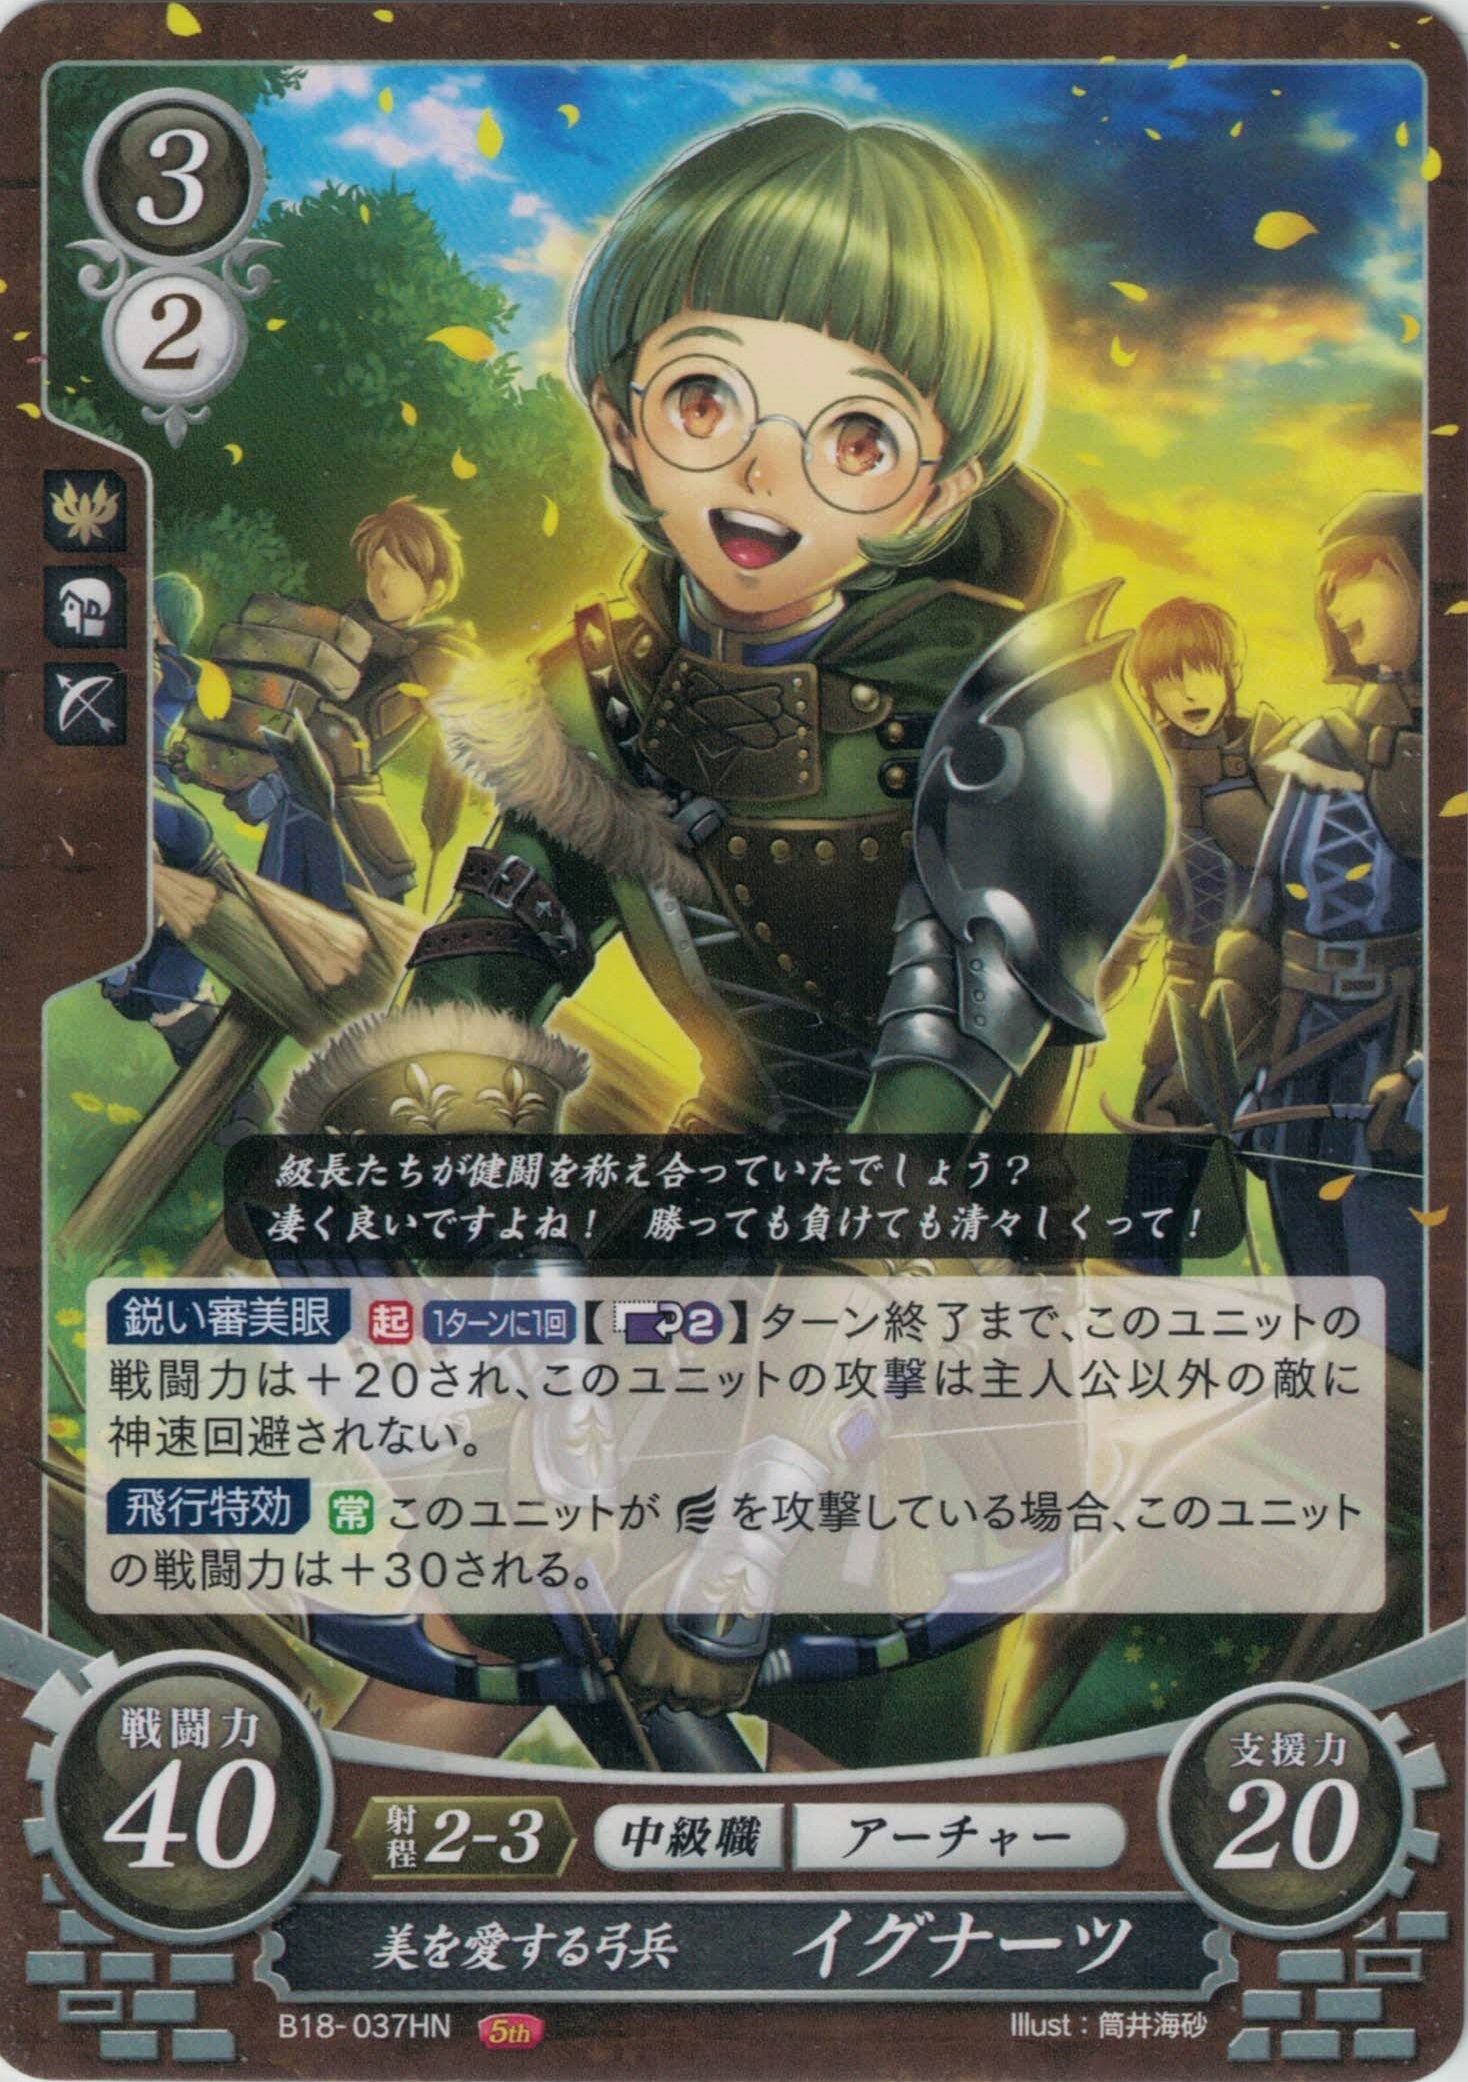 3
2
級長たちが健闘を称え合っていたでしょう？
凄く良いですよね！　勝っても負けても清々しくって！
鋭い審美眼 起 1ターンに1回【2】ターン終了まで、このユニットの
戦闘力は＋20され、このユニットの攻撃は主人公以外の敵に
神速回避されない。
飛行特効 常 このユニットが を攻撃している場合、このユニット
の戦闘力は＋30される。
戦闘力
40
射程 2-3
中級職 アーチャー
支援力
20
美を愛する弓兵 イグナーツ
B18-037HN 5th
Illust：筒井海砂